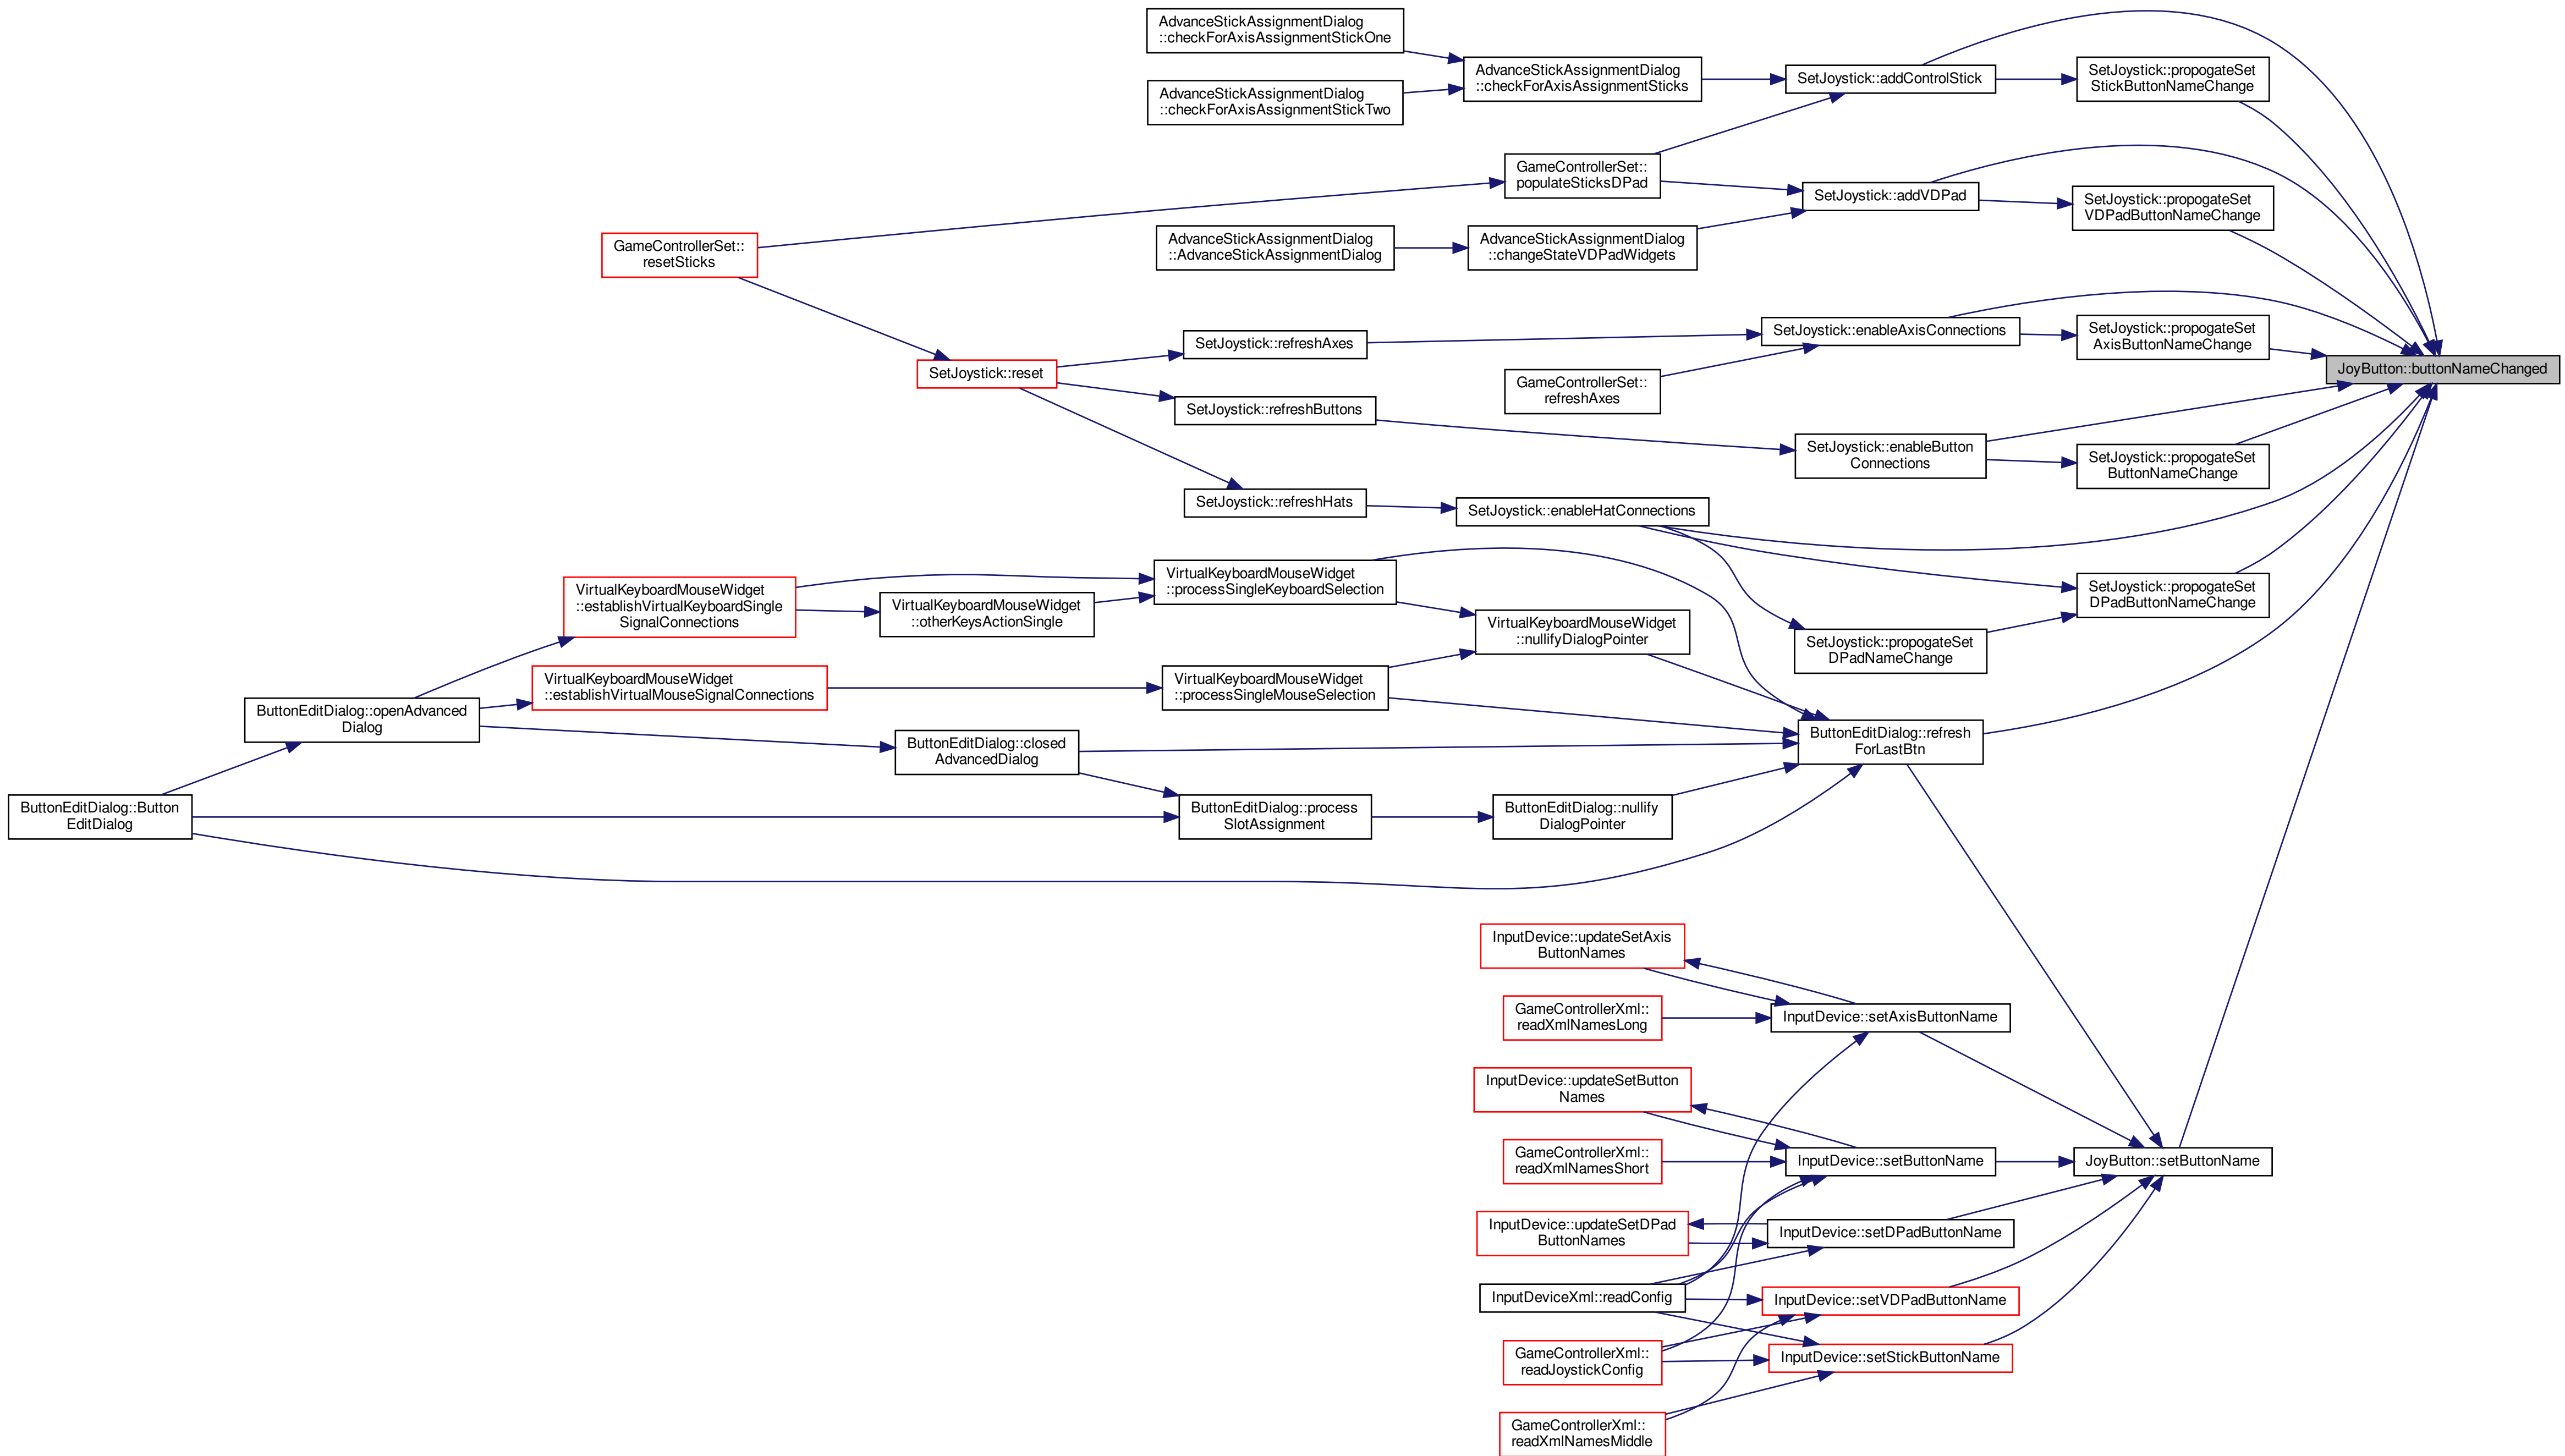 AdvanceStickAssignmentDialog
::checkForAxisAssignmentStickOne
AdvanceStickAssignmentDialog
::checkForAxisAssignmentStickTwo
AdvanceStickAssignmentDialog
::checkForAxisAssignmentSticks
SetJoystick::addControlStick
SetJoystick::propogateSet
StickButtonNameChange
GameControllerSet::
populateSticksDPad
SetJoystick::addVDPad
SetJoystick::propogateSet
VDPadButtonNameChange
GameControllerSet::
resetSticks
AdvanceStickAssignmentDialog
::AdvanceStickAssignmentDialog
AdvanceStickAssignmentDialog
::changeStateVDPadWidgets
SetJoystick::reset
SetJoystick::refreshAxes
SetJoystick::enableAxisConnections
SetJoystick::propogateSet
AxisButtonNameChange
JoyButton::buttonNameChanged
GameControllerSet::
refreshAxes
SetJoystick::refreshButtons
SetJoystick::enableButton
Connections
SetJoystick::propogateSet
ButtonNameChange
SetJoystick::refreshHats
SetJoystick::enableHatConnections
VirtualKeyboardMouseWidget
::establishVirtualKeyboardSingle
SignalConnections
VirtualKeyboardMouseWidget
::otherKeysActionSingle
VirtualKeyboardMouseWidget
::processSingleKeyboardSelection
VirtualKeyboardMouseWidget
::nullifyDialogPointer
SetJoystick::propogateSet
DPadNameChange
SetJoystick::propogateSet
DPadButtonNameChange
VirtualKeyboardMouseWidget
::establishVirtualMouseSignalConnections
VirtualKeyboardMouseWidget
::processSingleMouseSelection
ButtonEditDialog::openAdvanced
Dialog
ButtonEditDialog::closed
AdvancedDialog
ButtonEditDialog::refresh
ForLastBtn
ButtonEditDialog::Button
EditDialog
ButtonEditDialog::process
SlotAssignment
ButtonEditDialog::nullify
DialogPointer
InputDevice::updateSetAxis
ButtonNames
GameControllerXml::
readXmlNamesLong
InputDevice::setAxisButtonName
InputDevice::updateSetButton
Names
GameControllerXml::
readXmlNamesShort
InputDevice::setButtonName
JoyButton::setButtonName
InputDevice::updateSetDPad
ButtonNames
InputDevice::setDPadButtonName
InputDeviceXml::readConfig
InputDevice::setVDPadButtonName
GameControllerXml::
readJoystickConfig
InputDevice::setStickButtonName
GameControllerXml::
readXmlNamesMiddle